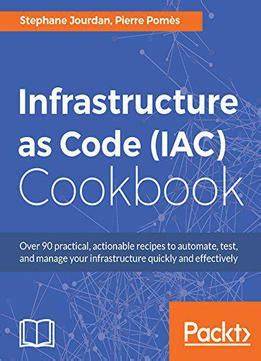 Stephane Jourdan, Pierre Pomès
Infrastructure
as Code (IAC)
Cookbook
Over 90 practical, actionable recipes to automate, test,
and manage your infrastructure quickly and effectively
Packt>